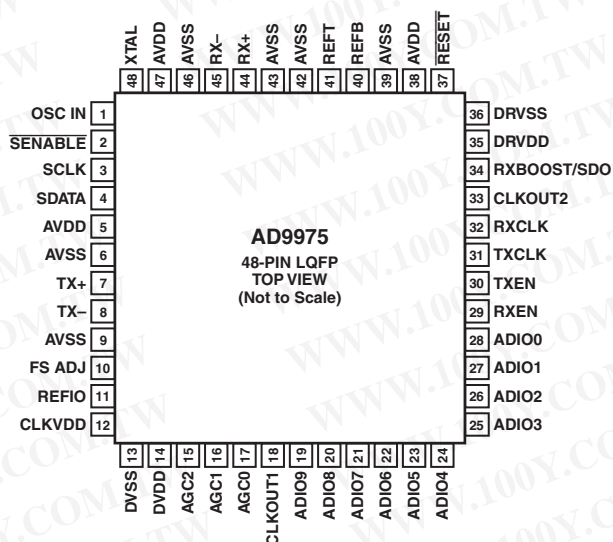 XTAL
AVDD
AVSS
RX–
RX+
AVSS
AVSS
REFT
REFB
AVSS
AVDD
RESET
48 47 46 45 44 43 42 41 40 39 38 37
OSC IN 1
SENABLE 2
SCLK 3
SDATA 4
AVDD 5
AVSS 6
TX+ 7
TX– 8
AVSS 9
FS ADJ 10
REFIO 11
CLKVDD 12
AD9975
48-PIN LQFP
TOP VIEW
(Not to Scale)
36 DRVSS
35 DRVDD
34 RXBOOST/SDO
33 CLKOUT2
32 RXCLK
31 TXCLK
30 TXEN
29 RXEN
28 ADIO0
27 ADIO1
26 ADIO2
25 ADIO3
13 14 15 16 17 18 19 20 21 22 23 24
DVSS
DVDD
AGC2
AGC1
AGC0
CLKOUT1
ADIO9
ADIO8
ADIO7
ADIO6
ADIO5
ADIO4
WWW.100Y.COM.TW